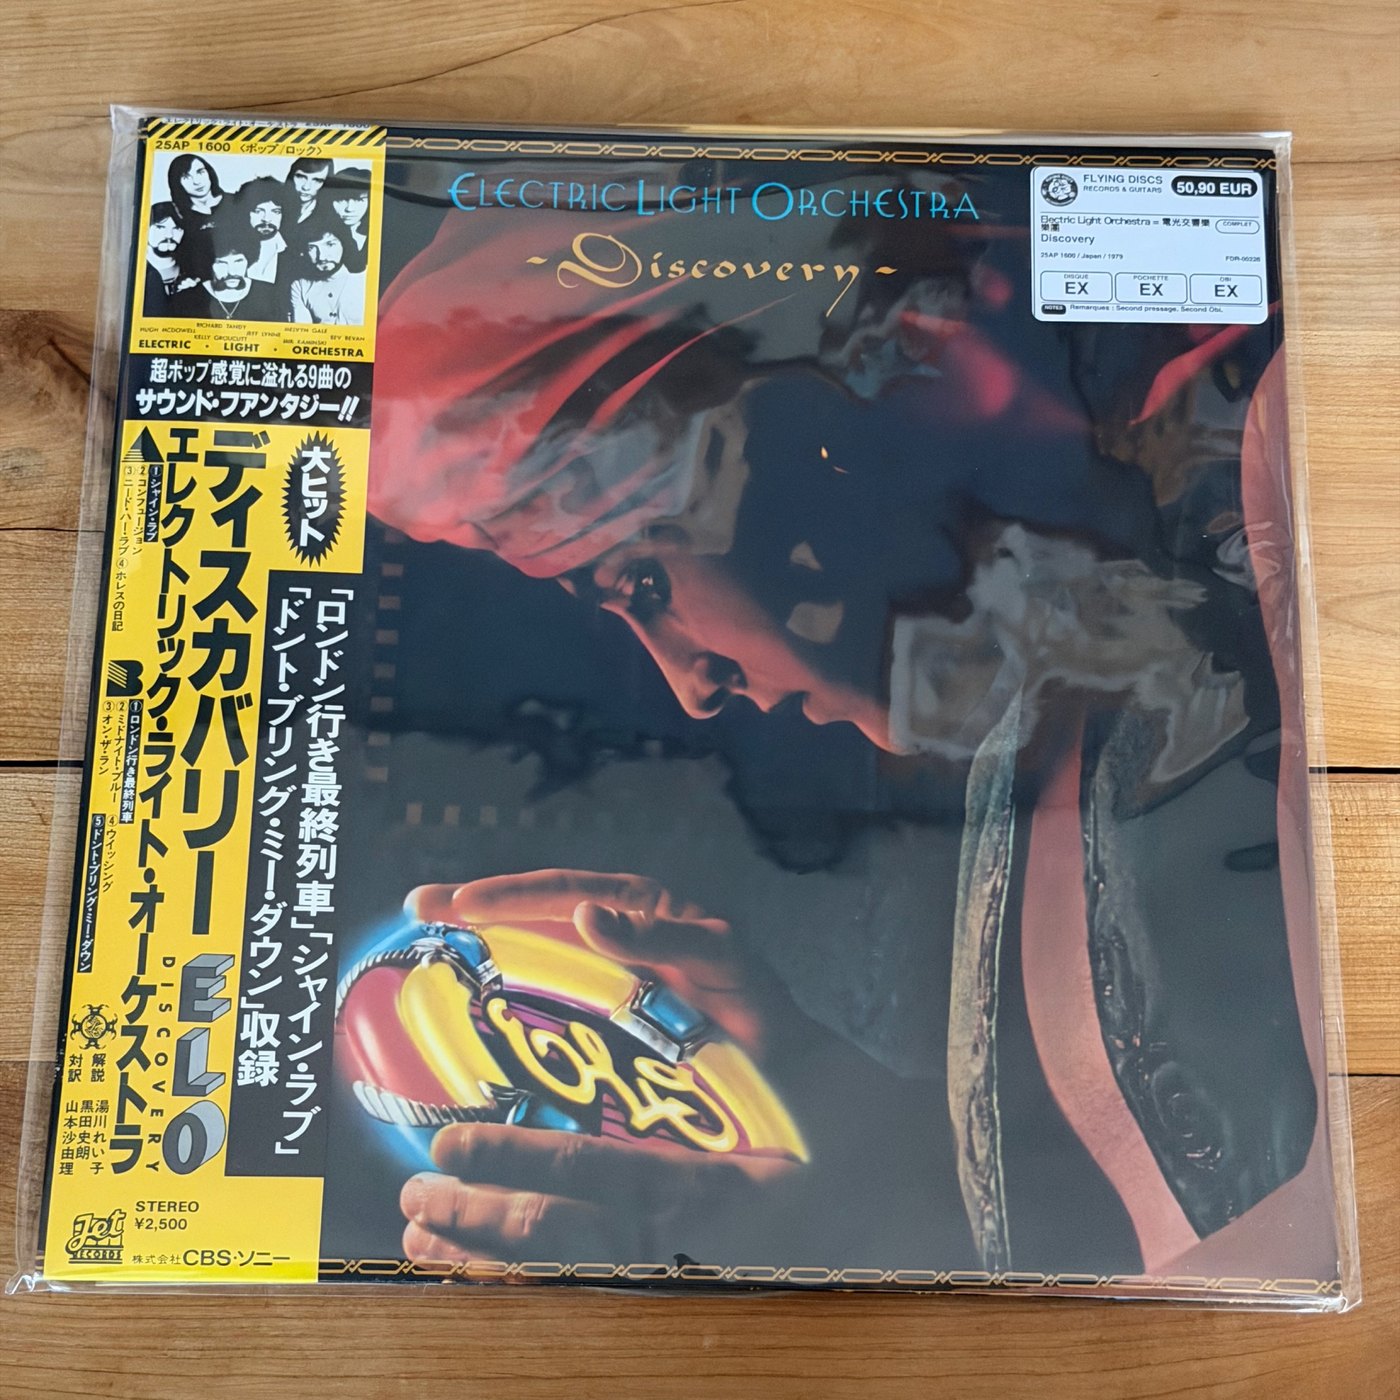 25AP 1600 〈ポップ/ロック〉
HUGH MCDOWELL RICHARD TANDY JEFF LYNNE MELVYN GALE
KELLY GROUCUTT MIK KAMINSKI BEV BEVAN
ELECTRIC · LIGHT · ORCHESTRA
超ポップ感覚に溢れる9曲の
サウンド・ファンタジー!!
大ヒット
「ロンドン行き最終列車」「シャイン・ラブ」
「ドント・ブリング・ミー・ダウン」収録
ディスカバリー
エレクトリック・ライト・オーケストラ
DISCOVERY
ELO
A
①シャイン・ラブ
②コンフュージョン
③ニード・ハー・ラブ ④ホレスの日記
B
①ロンドン行き最終列車
②ミドナイト・ブルー
③オン・ザ・ラン
④ウイッシング
⑤ドント・ブリング・ミー・ダウン
解説 湯川れい子
黒田史朗
対訳 山本沙由理
STEREO
¥2,500
Jet
RECORDS
株式会社CBS・ソニー
ELECTRIC LIGHT ORCHESTRA
-Discovery-
FLYING DISCS
RECORDS & GUITARS
50,90 EUR
Electric Light Orchestra = 電光交響樂
樂團
COMPLET
Discovery
25AP 1600 / Japan / 1979
FDR-00226
DISQUE
EX
POCHETTE
EX
OBI
EX
NOTES
Remarques : Second pressage. Second Obi.
ELO